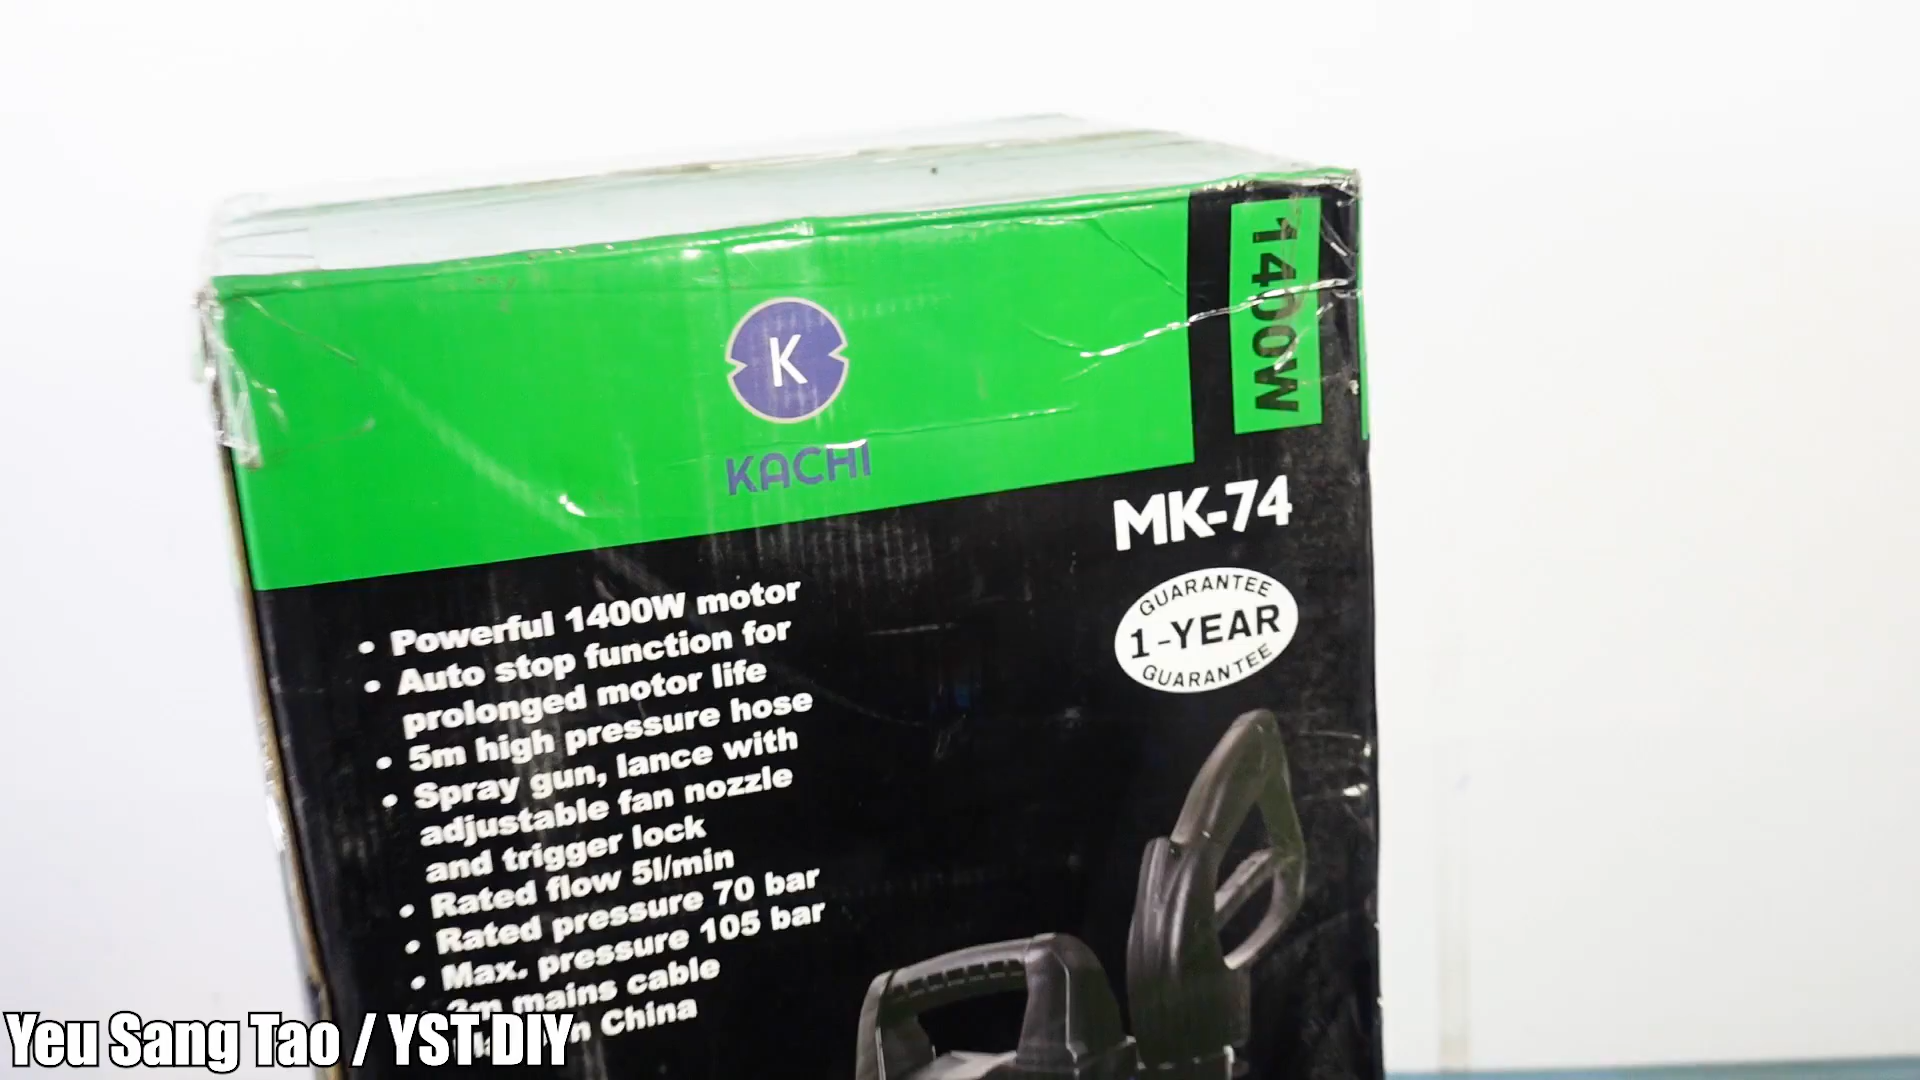 K
KACHI
1400W
MK-74
GUARANTEE
1-YEAR
GUARANTEE
• Powerful 1400W motor
• Auto stop function for
prolonged motor life
• 5m high pressure hose
• Spray gun, lance with
adjustable fan nozzle
and trigger lock
• Rated flow 5l/min
• Rated pressure 70 bar
• Max. pressure 105 bar
mains cable
China
Yeu Sang Tao / YST DIY